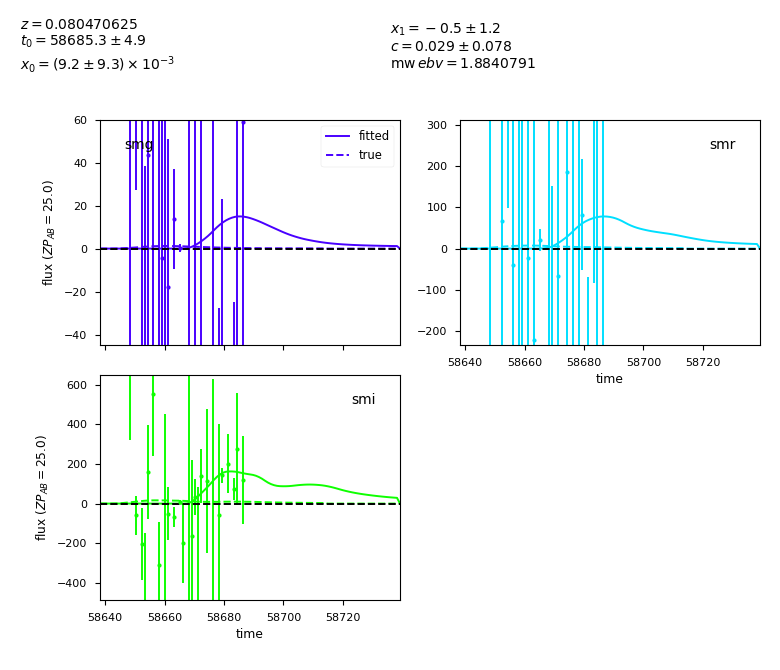 z = 0.080470625
t₀ = 58685.3 ± 4.9
x₀ = (9.2 ± 9.3) × 10⁻³
x₁ = −0.5 ± 1.2
c = 0.029 ± 0.078
mw ebv = 1.8840791
smg
fitted
true
60
40
20
0
−20
−40
flux (ZP_AB = 25.0)
smr
300
200
100
0
−100
−200
58640 58660 58680 58700 58720
time
smi
600
400
200
0
−200
−400
flux (ZP_AB = 25.0)
58640 58660 58680 58700 58720
time